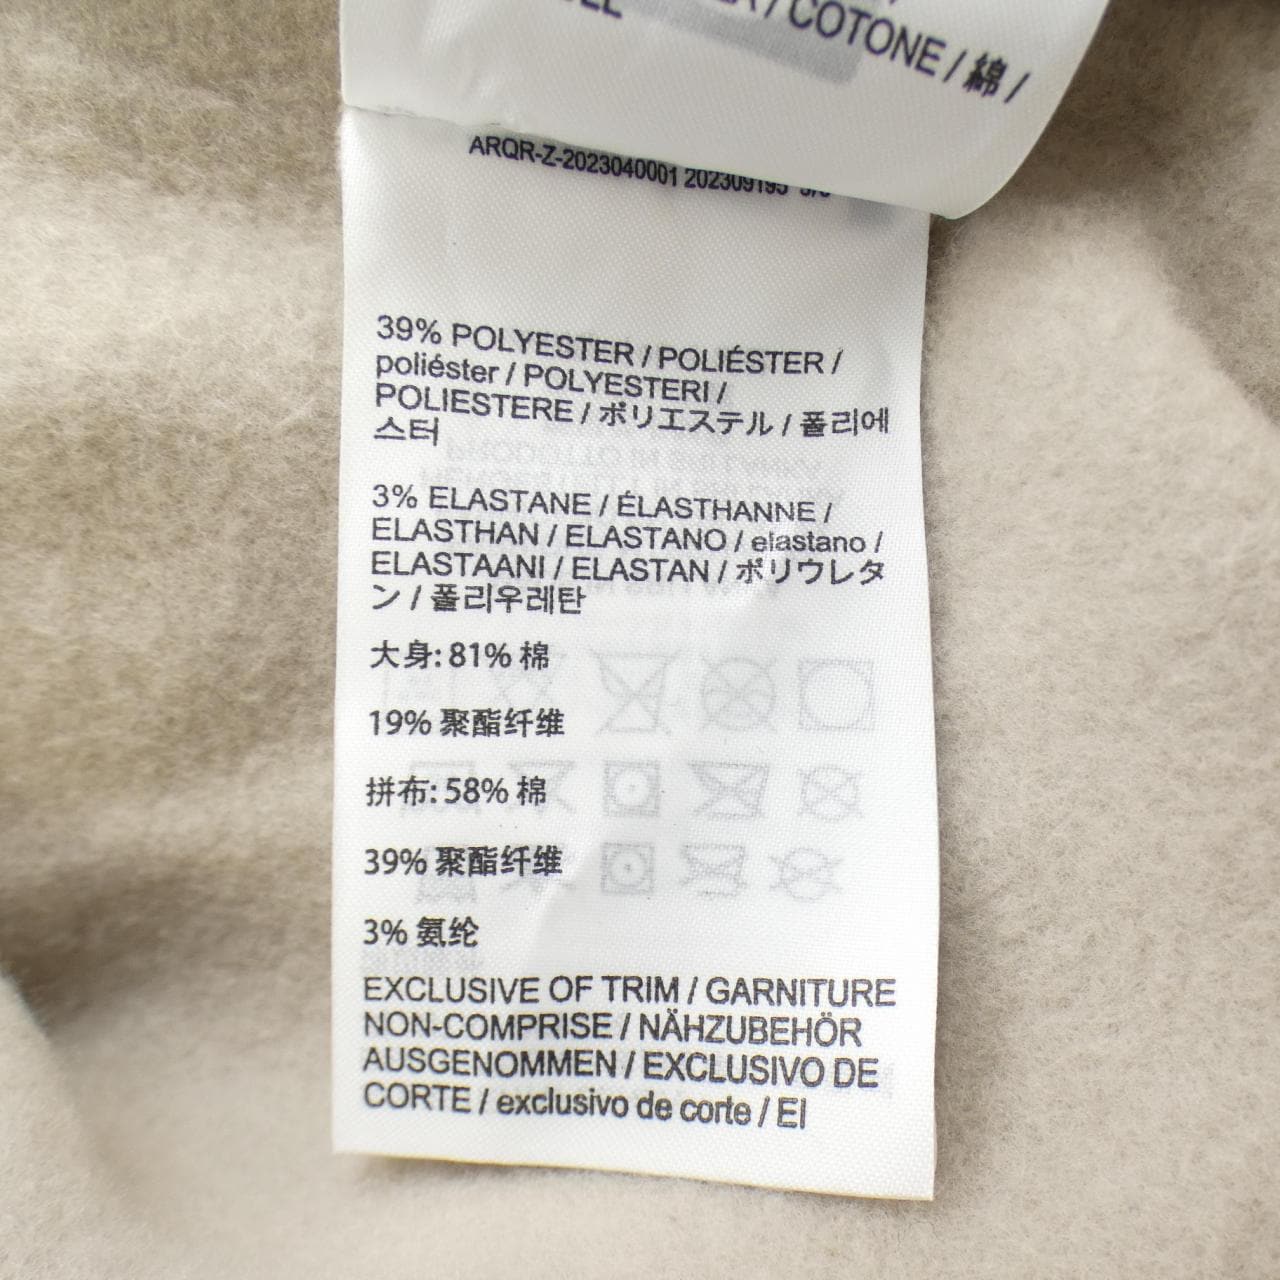 / COTONE / 綿 /
ARQR-Z-2023040001 202309195
39% POLYESTER / POLIÉSTER /
poliéster / POLYESTERI /
POLIESTERE / ポリエステル / 폴리에
스터
3% ELASTANE / ÉLASTHANNE /
ELASTHAN / ELASTANO / elastano /
ELASTAANI / ELASTAN / ポリウレタ
ン / 폴리우레탄
大身: 81% 棉
19% 聚酯纤维
拼布: 58% 棉
39% 聚酯纤维
3% 氨纶
EXCLUSIVE OF TRIM / GARNITURE
NON-COMPRISE / NÄHZUBEHÖR
AUSGENOMMEN / EXCLUSIVO DE
CORTE / exclusivo de corte / EI